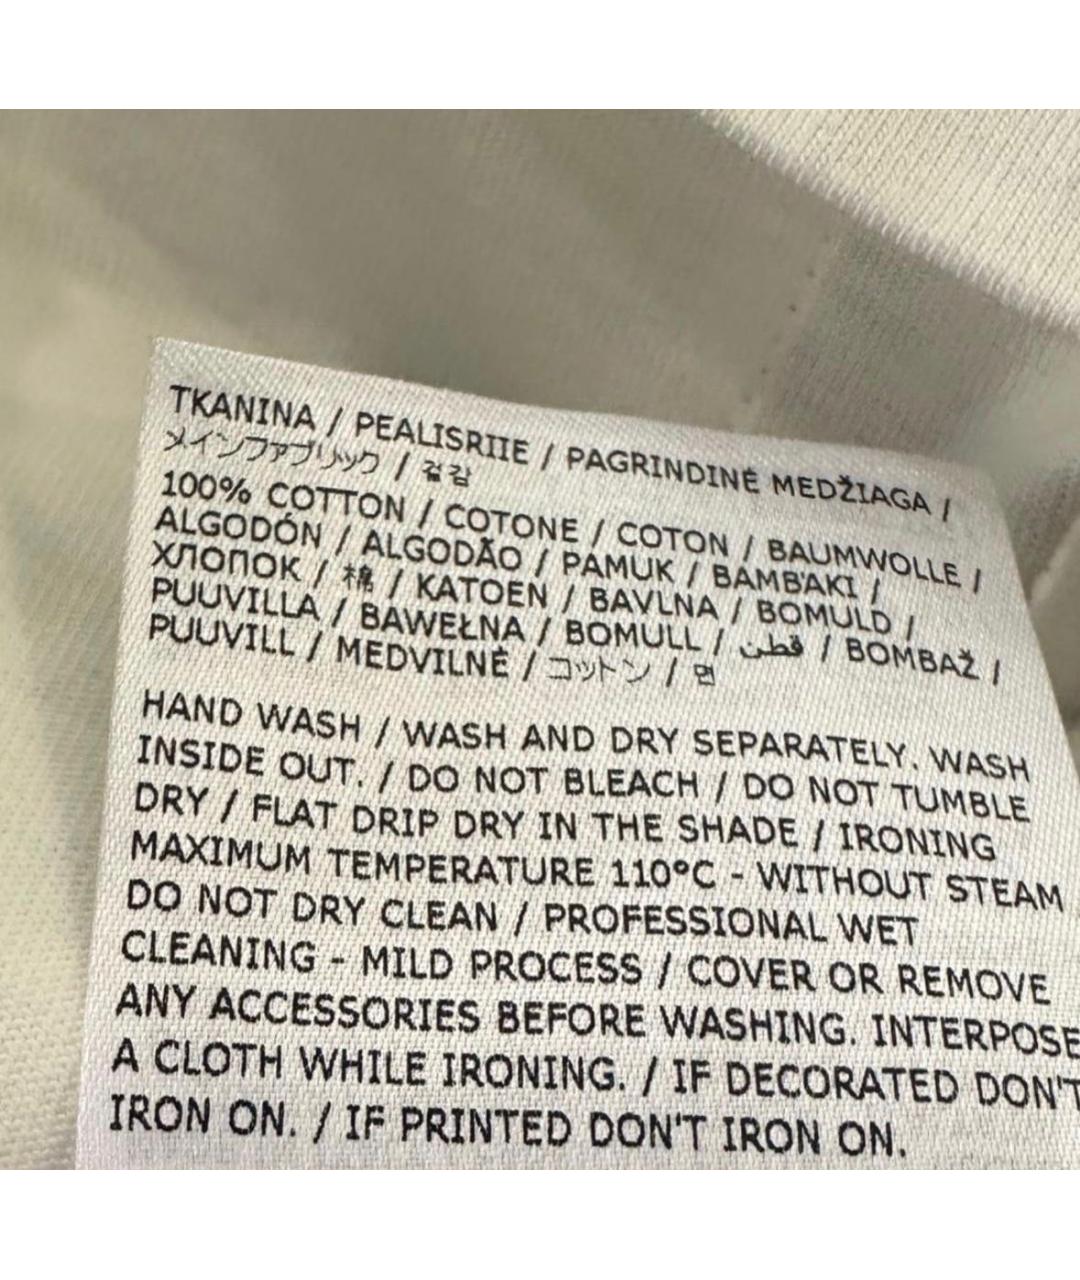 TKANINA / PEALISRIIE / PAGRINDINĖ MEDŽIAGA /
メインファブリック / 겉감
100% COTTON / COTONE / COTON / BAUMWOLLE /
ALGODÓN / ALGODÃO / PAMUK / BAMBAKI /
ХЛОПОК / 棉 / KATOEN / BAVLNA / BOMULD /
PUUVILLA / BAWEŁNA / BOMULL / قطن / BOMBAŽ /
PUUVILL / MEDVILNĖ / コットン / 면
HAND WASH / WASH AND DRY SEPARATELY. WASH
INSIDE OUT. / DO NOT BLEACH / DO NOT TUMBLE
DRY / FLAT DRIP DRY IN THE SHADE / IRONING
MAXIMUM TEMPERATURE 110°C - WITHOUT STEAM
DO NOT DRY CLEAN / PROFESSIONAL WET
CLEANING - MILD PROCESS / COVER OR REMOVE
ANY ACCESSORIES BEFORE WASHING. INTERPOSE
A CLOTH WHILE IRONING. / IF DECORATED DON'T
IRON ON. / IF PRINTED DON'T IRON ON.